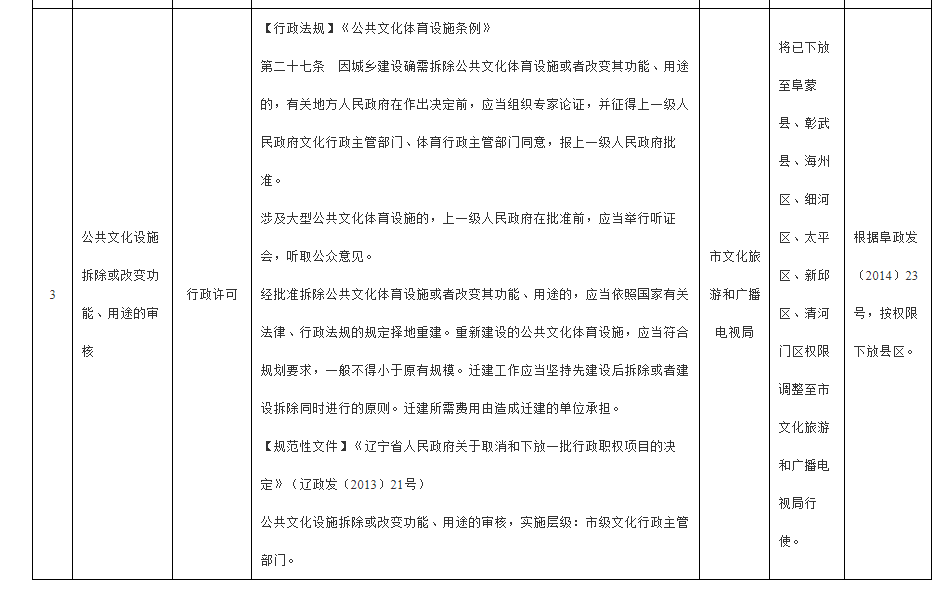 3
公共文化设施
拆除或改变功
能、用途的审
核
行政许可
【行政法规】《公共文化体育设施条例》
第二十七条　因城乡建设确需拆除公共文化体育设施或者改变其功能、用途
的，有关地方人民政府在作出决定前，应当组织专家论证，并征得上一级人
民政府文化行政主管部门、体育行政主管部门同意，报上一级人民政府批
准。
涉及大型公共文化体育设施的，上一级人民政府在批准前，应当举行听证
会，听取公众意见。
经批准拆除公共文化体育设施或者改变其功能、用途的，应当依照国家有关
法律、行政法规的规定择地重建。重新建设的公共文化体育设施，应当符合
规划要求，一般不得小于原有规模。迁建工作应当坚持先建设后拆除或者建
设拆除同时进行的原则。迁建所需费用由造成迁建的单位承担。
【规范性文件】《辽宁省人民政府关于取消和下放一批行政职权项目的决
定》（辽政发（2013）21号）
公共文化设施拆除或改变功能、用途的审核，实施层级：市级文化行政主管
部门。
市文化旅
游和广播
电视局
将已下放
至阜蒙
县、彰武
县、海州
区、细河
区、太平
区、新邱
区、清河
门区权限
调整至市
文化旅游
和广播电
视局行
使。
根据阜政发
（2014）23
号，按权限
下放县区。